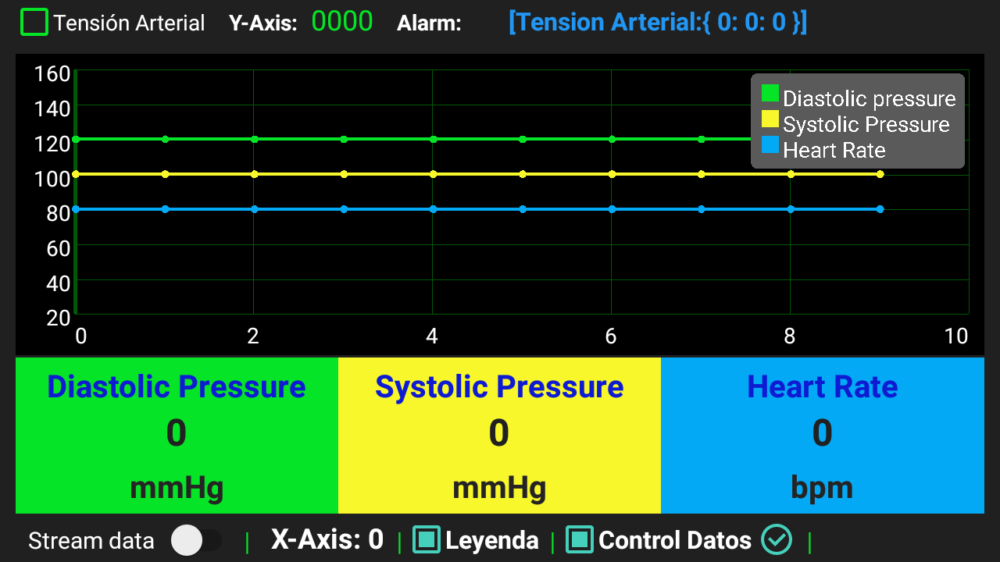 Tensión Arterial Y-Axis: 0000 Alarm: [Tension Arterial:{ 0: 0: 0 }]
160
140
120
100
80
60
40
20
Diastolic pressure
Systolic Pressure
Heart Rate
0 2 4 6 8 10
Diastolic Pressure
0
mmHg
Systolic Pressure
0
mmHg
Heart Rate
0
bpm
Stream data | X-Axis: 0 | Leyenda | Control Datos |